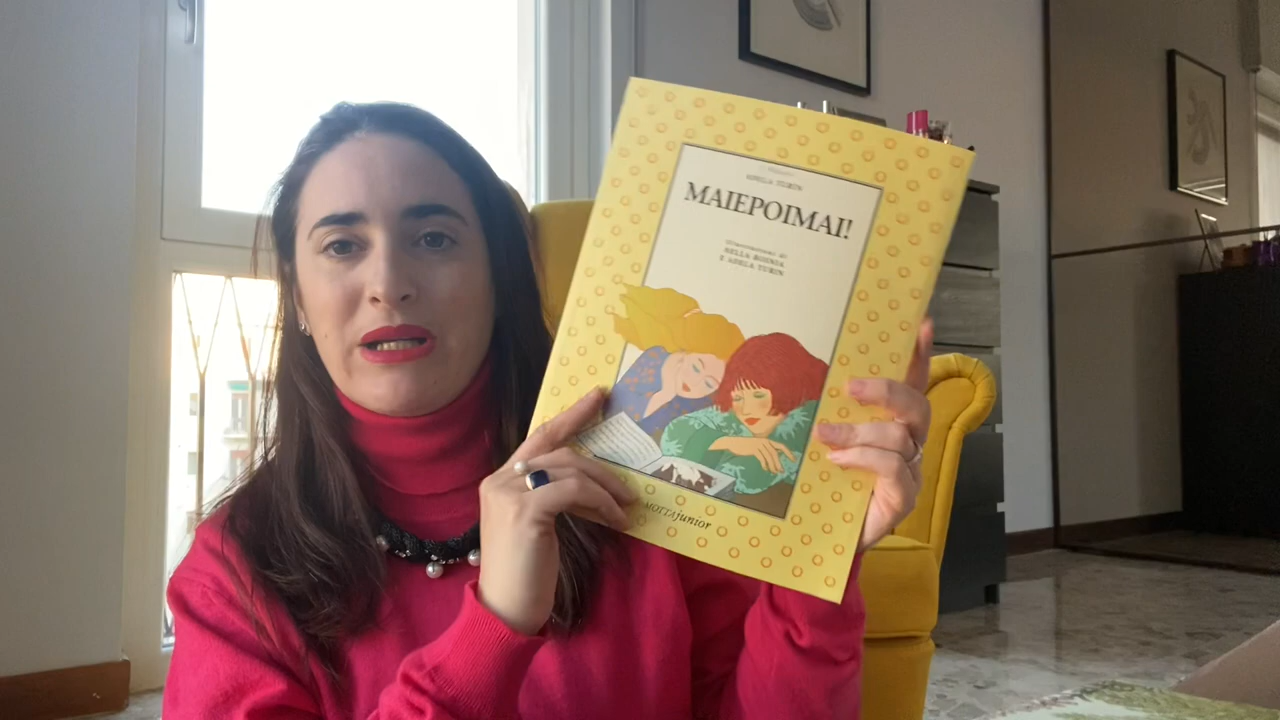 ADELA TURIN
MAIEPOIMAI!
Illustrazioni di
NELLA BOSNIA
E ADELA TURIN
MOTTAjunior